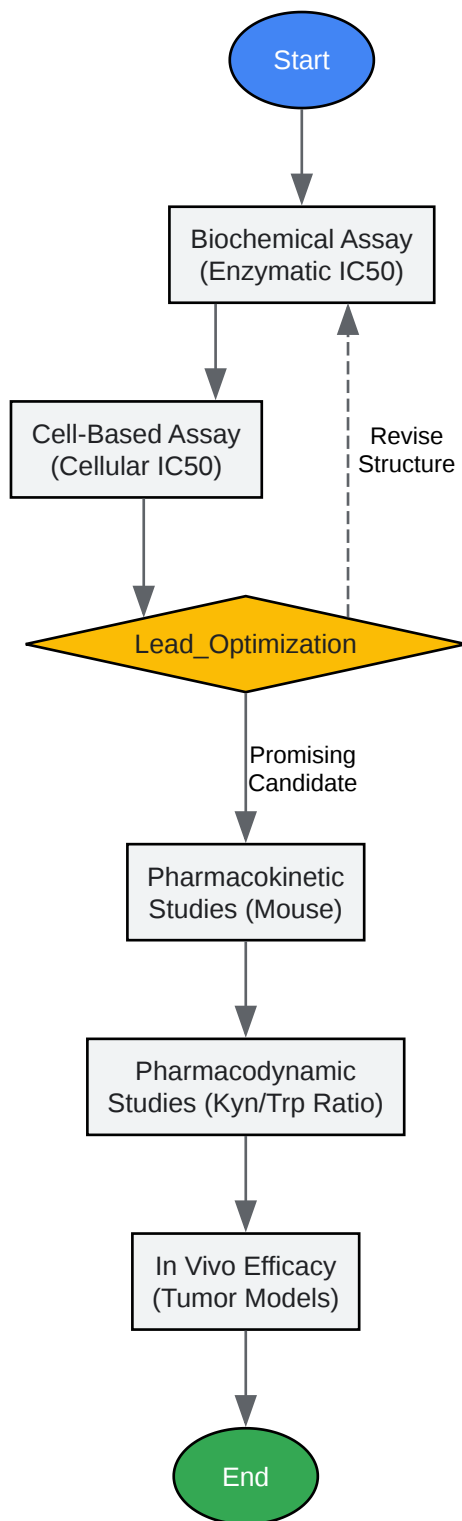 Start
Biochemical Assay
(Enzymatic IC50)
Cell-Based Assay
(Cellular IC50)
Revise
Structure
Lead_Optimization
Promising
Candidate
Pharmacokinetic
Studies (Mouse)
Pharmacodynamic
Studies (Kyn/Trp Ratio)
In Vivo Efficacy
(Tumor Models)
End